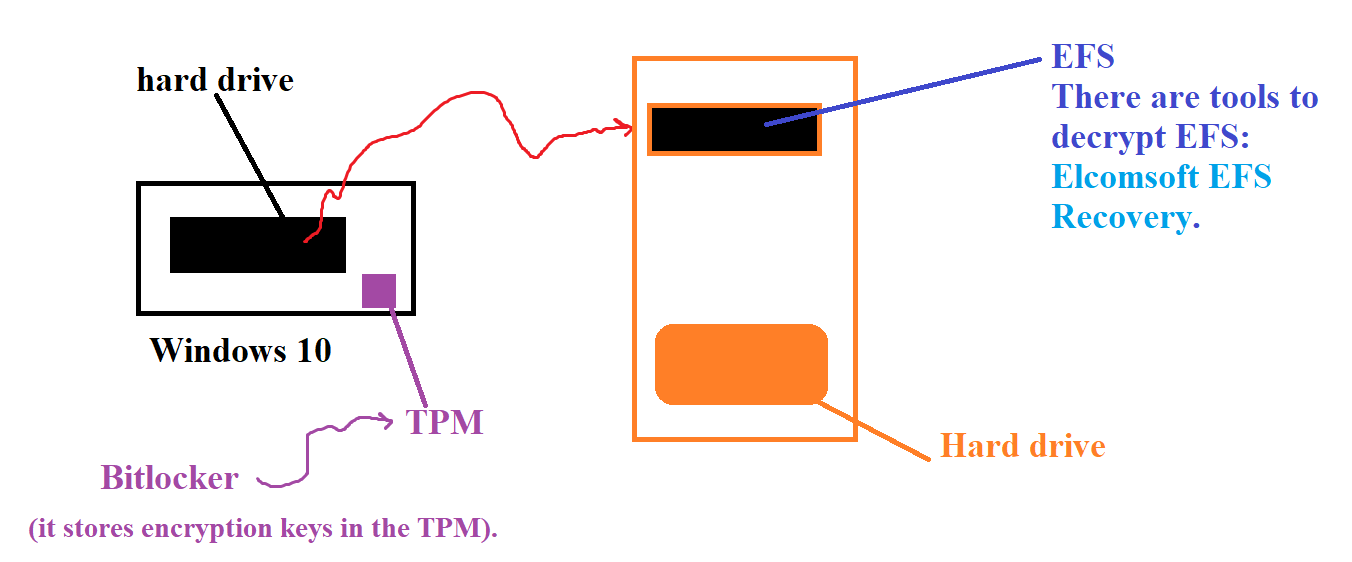 hard drive
Windows 10
TPM
Bitlocker
(it stores encryption keys in the TPM).
EFS
There are tools to
decrypt EFS:
Elcomsoft EFS
Recovery.
Hard drive